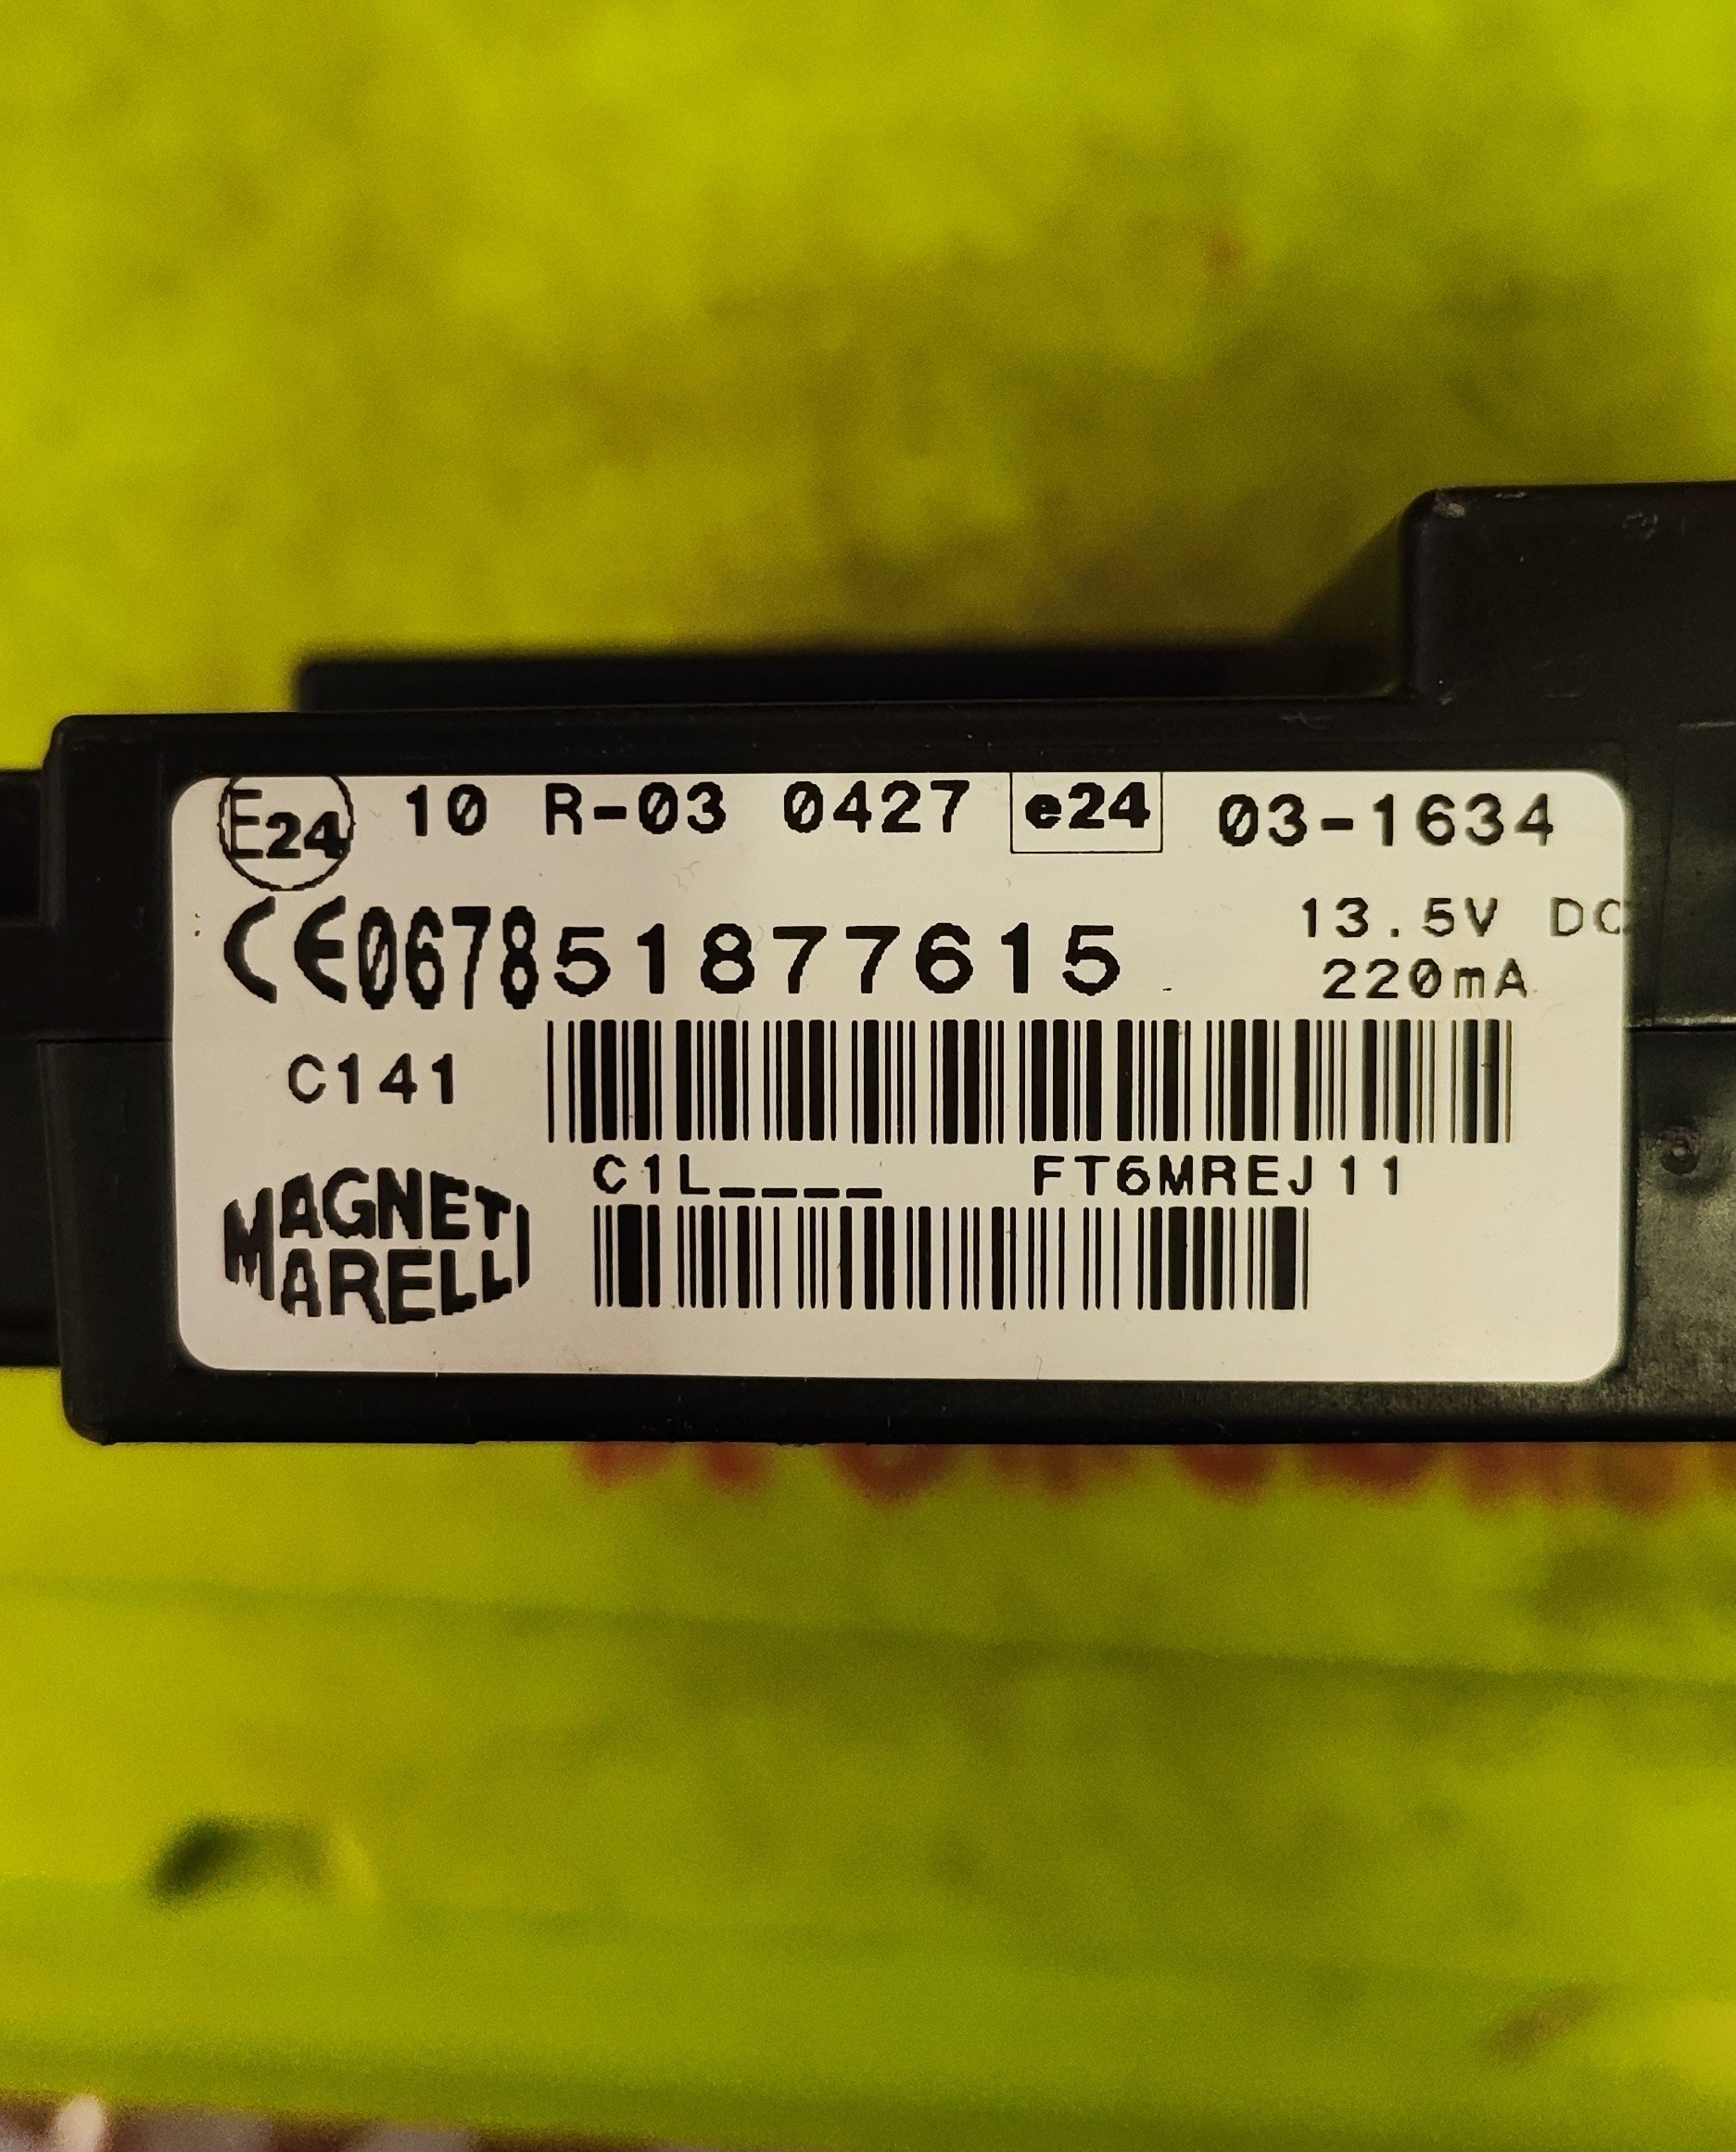 E24 10 R-03 0427 e24 03-1634
CE0678 51877615 13.5V DC
220mA
C141
C1L____ FT6MREJ11
MAGNETI
MARELLI